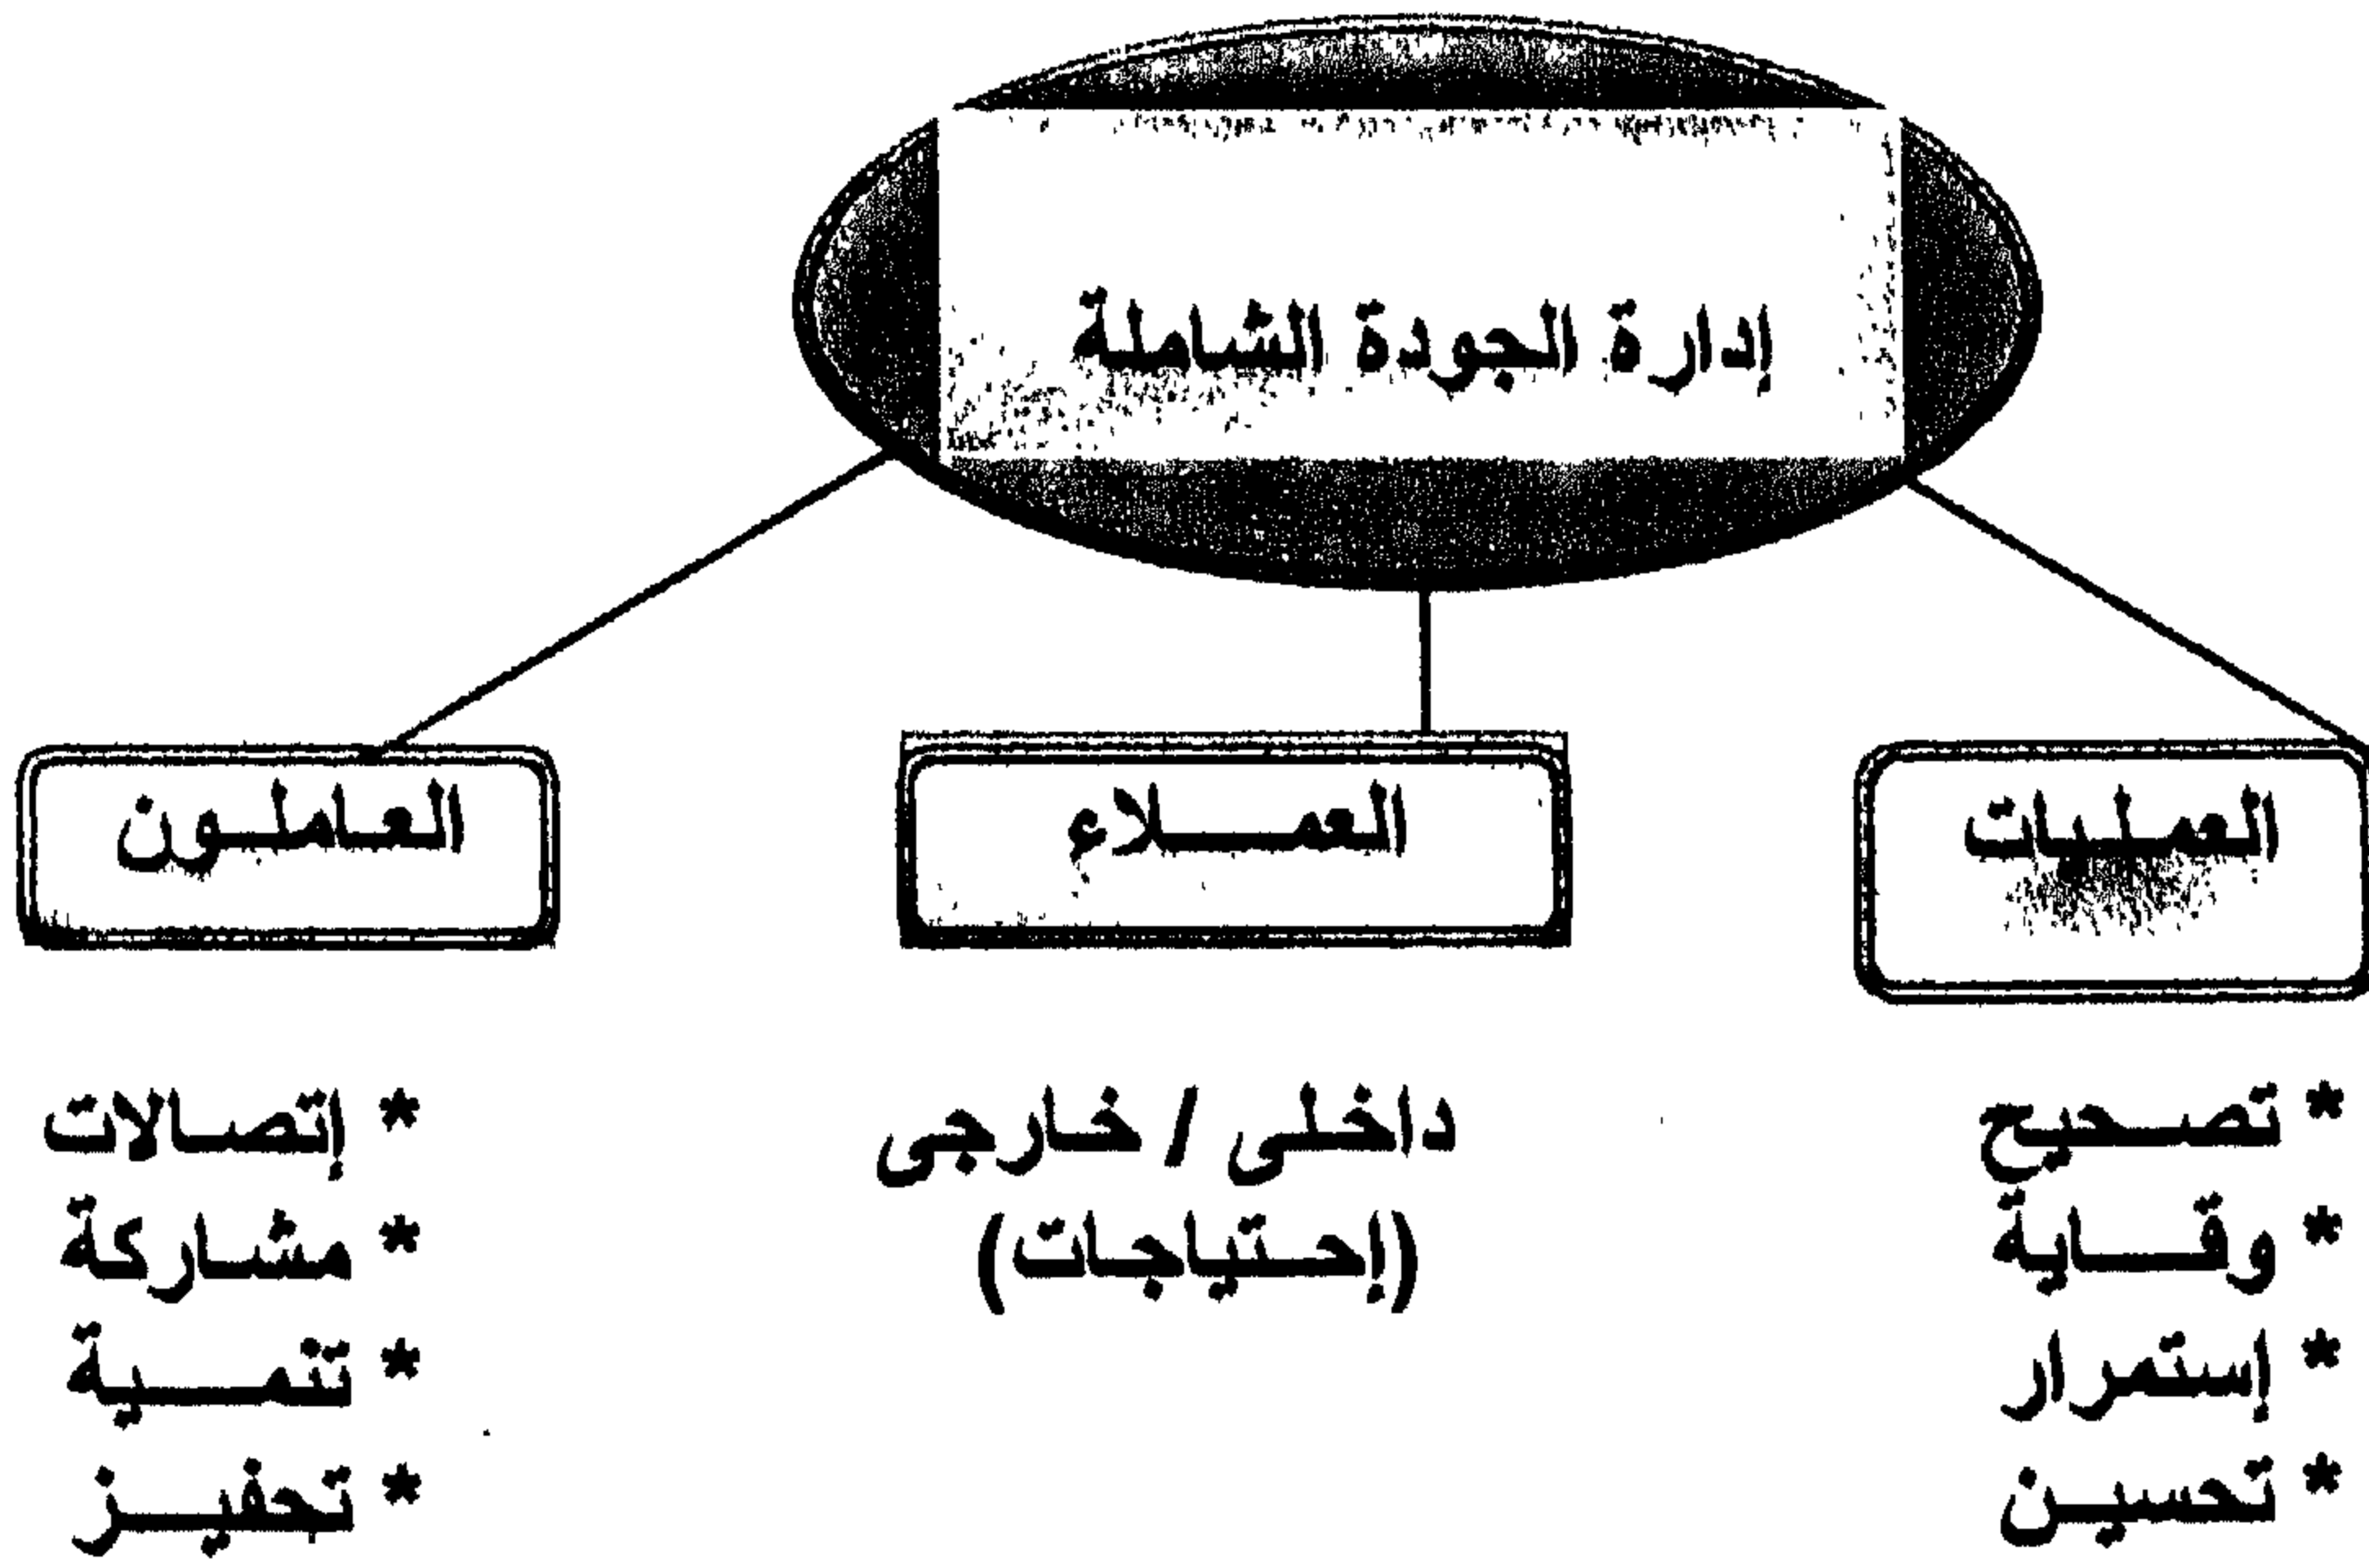 إدارة الجودة الشاملة
العمليات
* تصحيح
* وقاية
* إستمرار
* تحسين
العملاء
داخلى / خارجى
(إحتياجات)
العاملون
* إتصالات
* مشاركة
* تنمية
* تحفيز